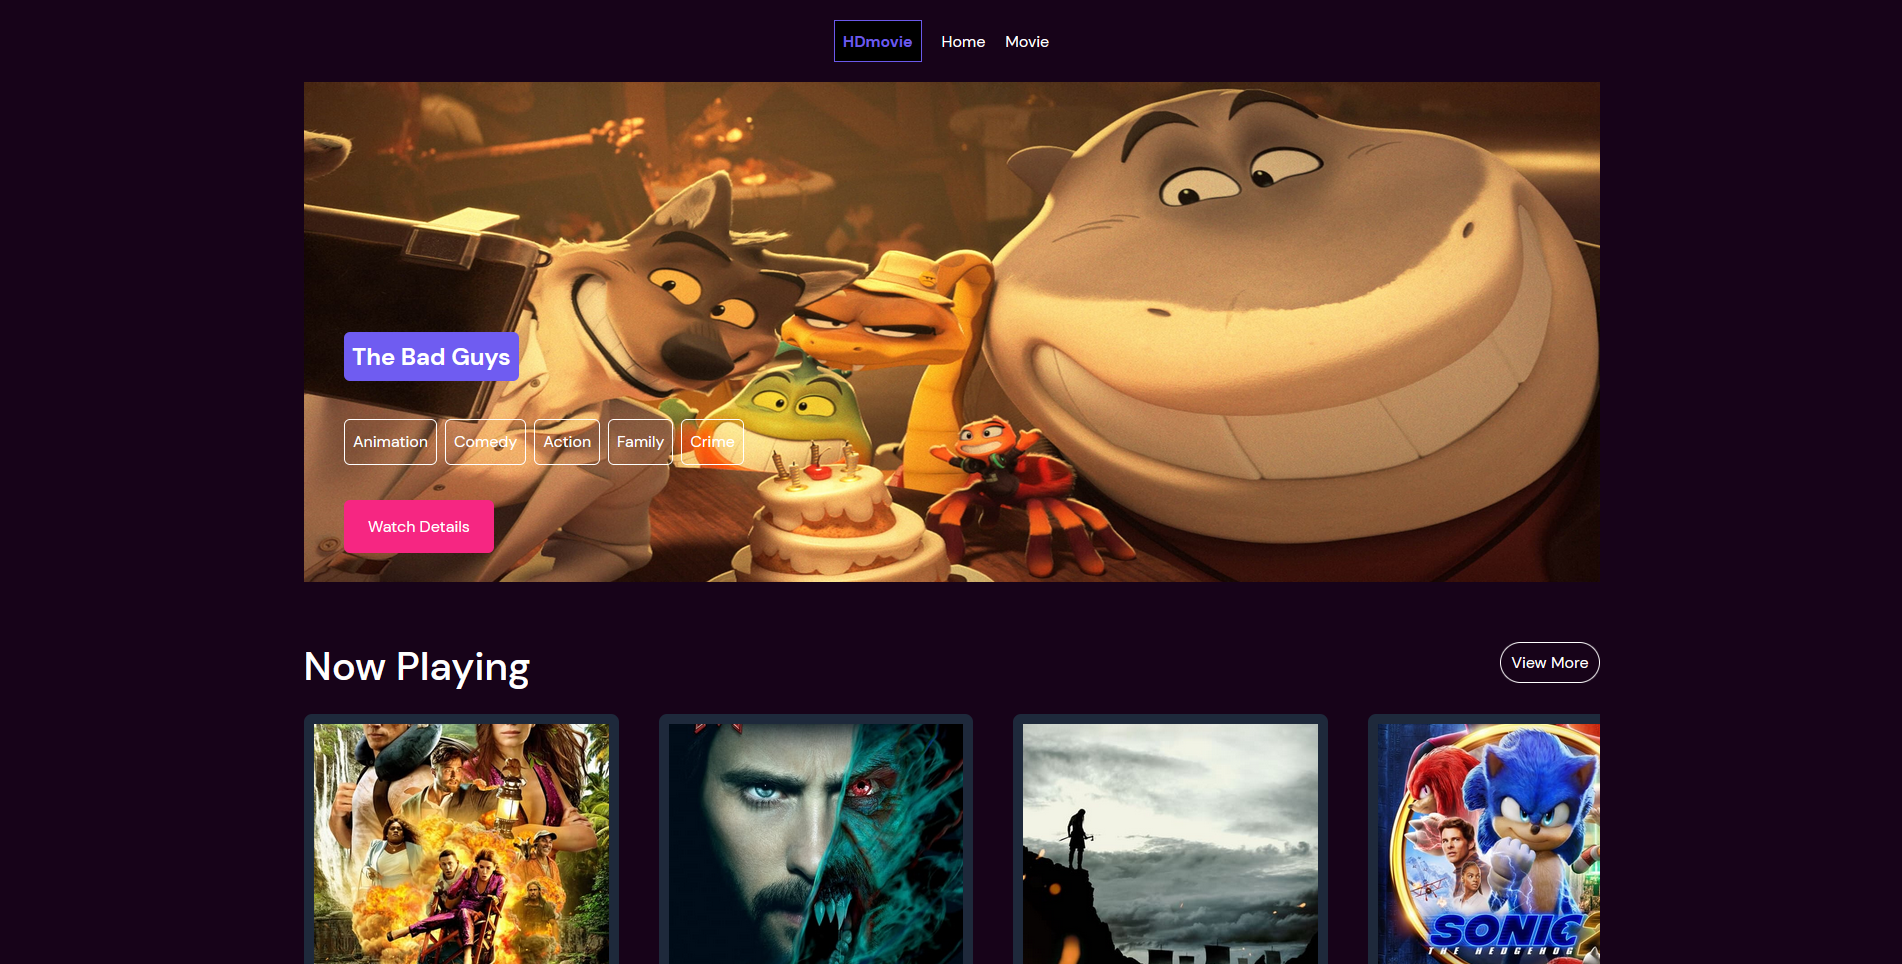 HDmovie Home Movie
The Bad Guys
Animation Comedy Action Family Crime
Watch Details
Now Playing
View More
SONIC 2
THE HEDGEHOG